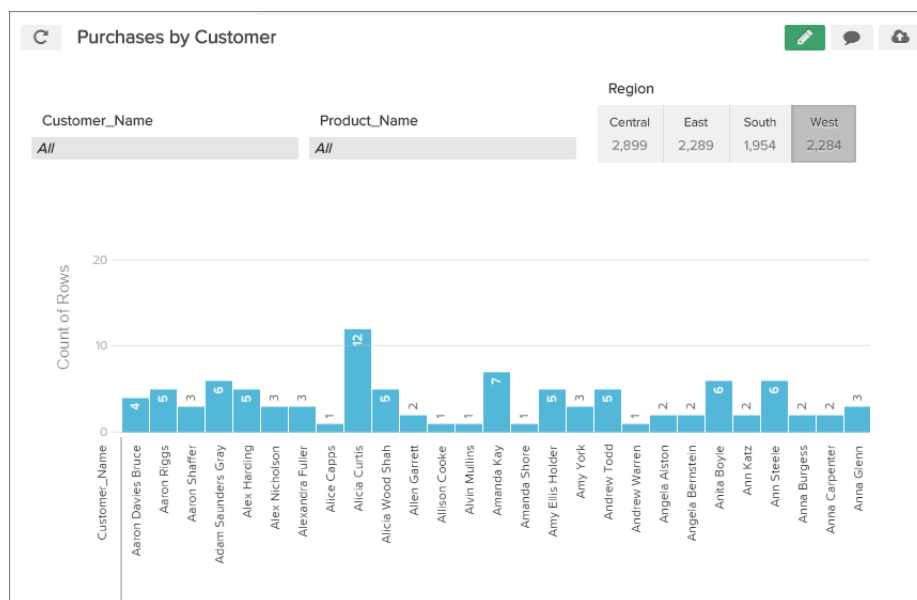 Purchases by Customer
Region
Customer_Name
Product_Name
Central
East
South
West
All
All
2,899
2,289
1,954
2,284
Count of Rows
20
10
0
4
5
3
6
5
3
3
1
12
5
2
1
1
7
1
5
3
5
1
2
2
6
2
6
2
2
3
Customer_Name
Aaron Davies Bruce
Aaron Riggs
Aaron Shaffer
Adam Saunders Gray
Alex Harding
Alex Nicholson
Alexandra Fuller
Alice Capps
Alicia Curtis
Alicia Wood Shah
Allen Garrett
Allison Cooke
Alvin Mullins
Amanda Kay
Amanda Shore
Amy Ellis Holder
Amy York
Andrew Todd
Andrew Warren
Angela Alston
Angela Bernstein
Anita Boyle
Ann Katz
Ann Steele
Anna Burgess
Anna Carpenter
Anna Glenn